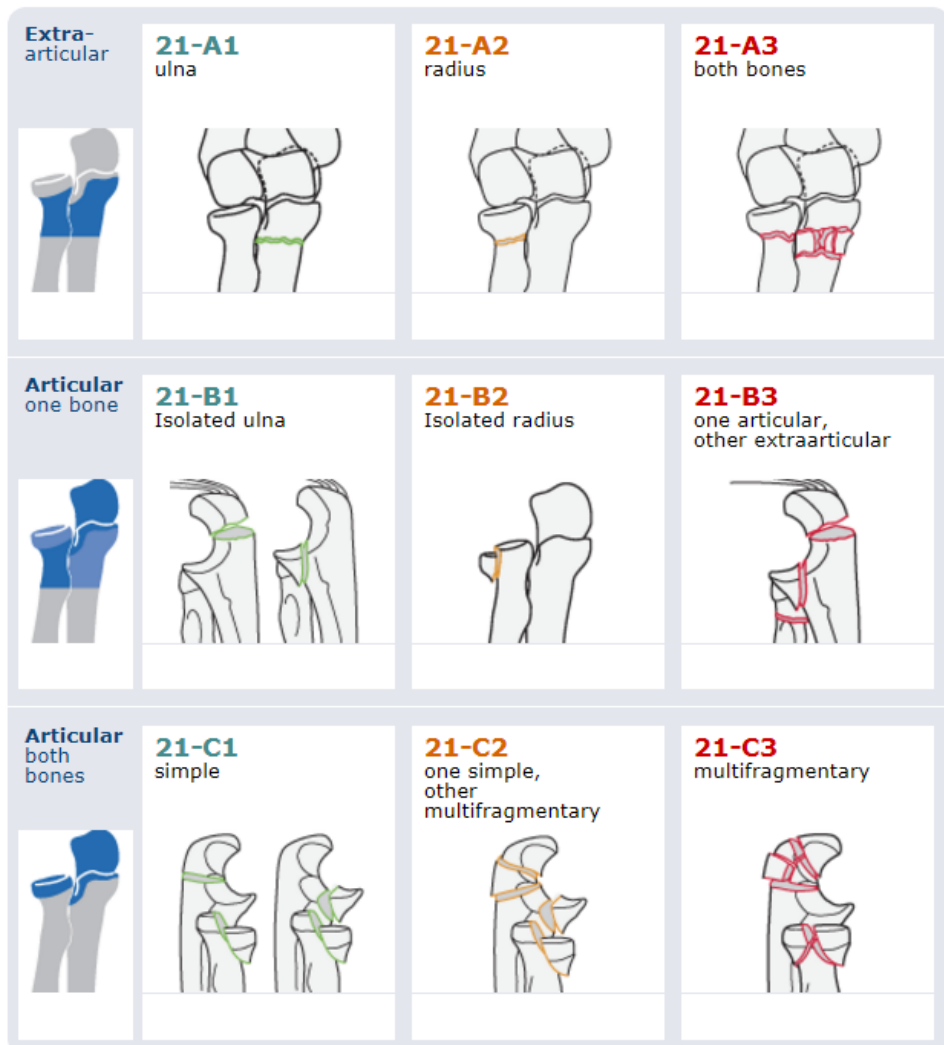 Extra-
articular
21-A1
ulna
21-A2
radius
21-A3
both bones
Articular
one bone
21-B1
Isolated ulna
21-B2
Isolated radius
21-B3
one articular,
other extraarticular
Articular
both
bones
21-C1
simple
21-C2
one simple,
other
multifragmentary
21-C3
multifragmentary